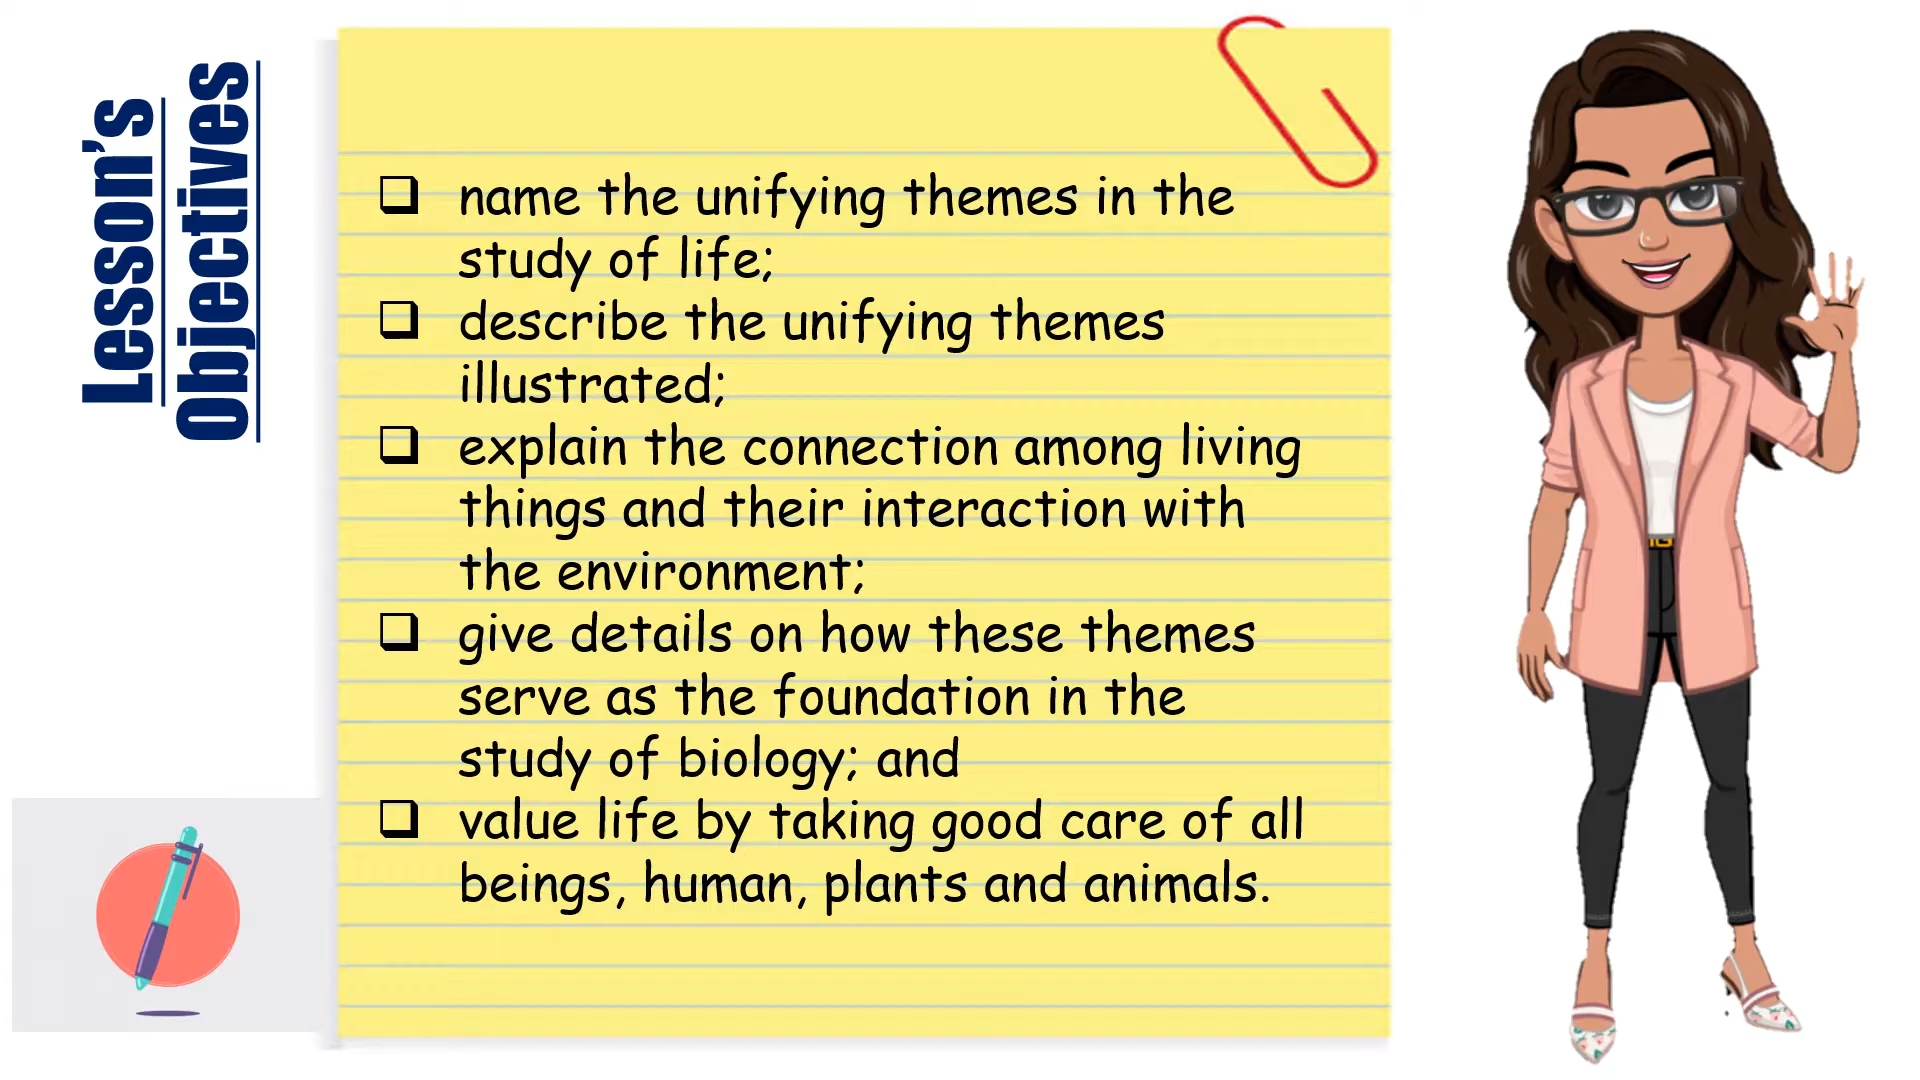 Lesson's
Objectives
❑ name the unifying themes in the
study of life;
❑ describe the unifying themes
illustrated;
❑ explain the connection among living
things and their interaction with
the environment;
❑ give details on how these themes
serve as the foundation in the
study of biology; and
❑ value life by taking good care of all
beings, human, plants and animals.